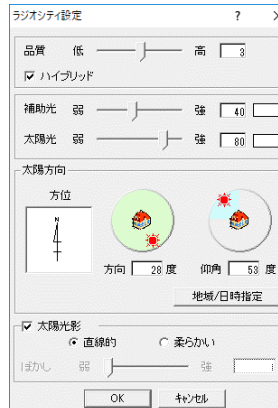 ラジオシティ設定 ? ×
品質 低 高 3
ハイブリッド
補助光 弱 強 40
太陽光 弱 強 80
太陽方向
方位
N
方向 28 度 仰角 53 度
地域/日時指定
太陽光影
直線的 柔らかい
ぼかし 弱 強 1
OK キャンセル